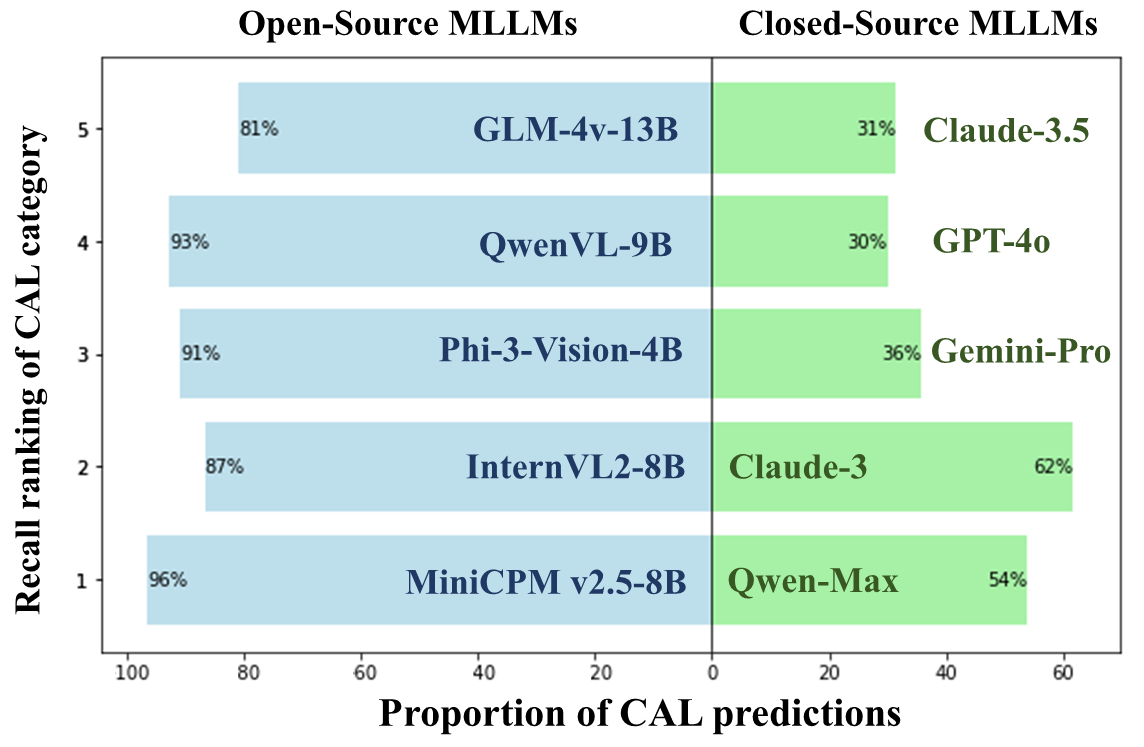 Open-Source MLLMs
Closed-Source MLLMs
Recall ranking of CAL category
5
81%
GLM-4v-13B
31%
Claude-3.5
4
93%
QwenVL-9B
30%
GPT-4o
3
91%
Phi-3-Vision-4B
36%
Gemini-Pro
2
87%
InternVL2-8B
Claude-3
62%
1
96%
MiniCPM v2.5-8B
Qwen-Max
54%
100 80 60 40 20 0 20 40 60
Proportion of CAL predictions